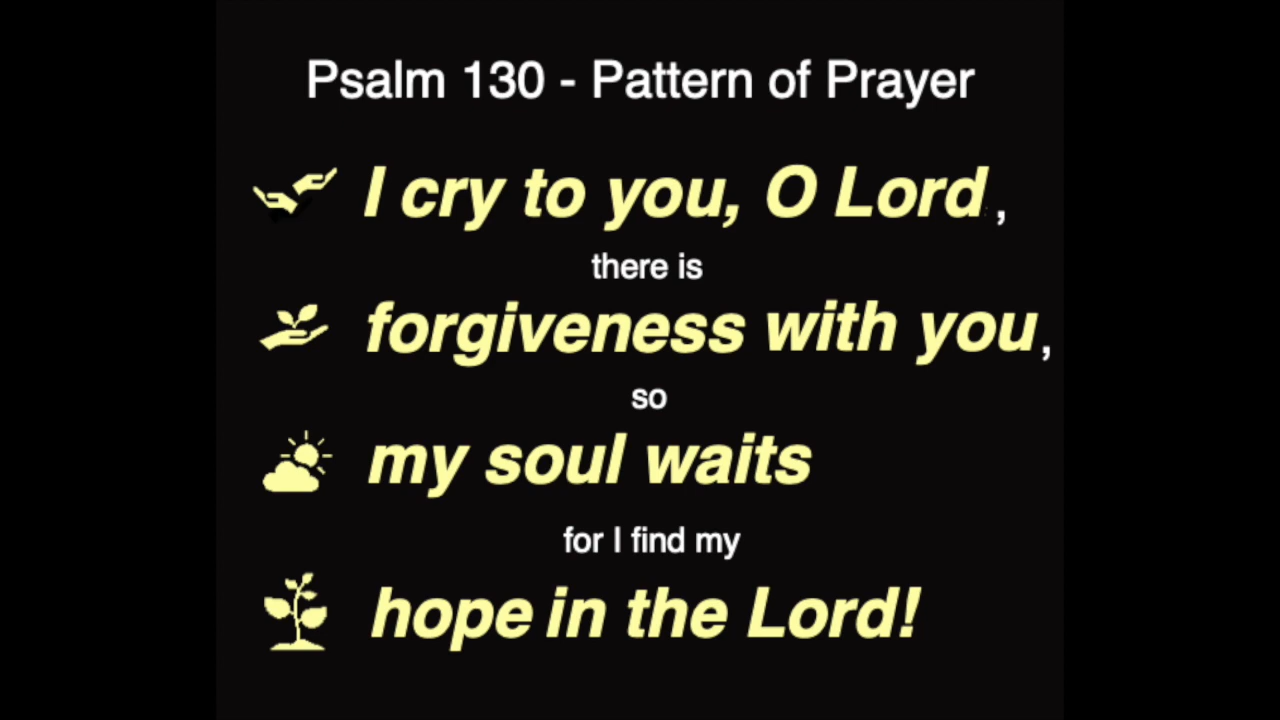 Psalm 130 - Pattern of Prayer
I cry to you, O Lord,
there is
forgiveness with you,
so
my soul waits
for I find my
hope in the Lord!